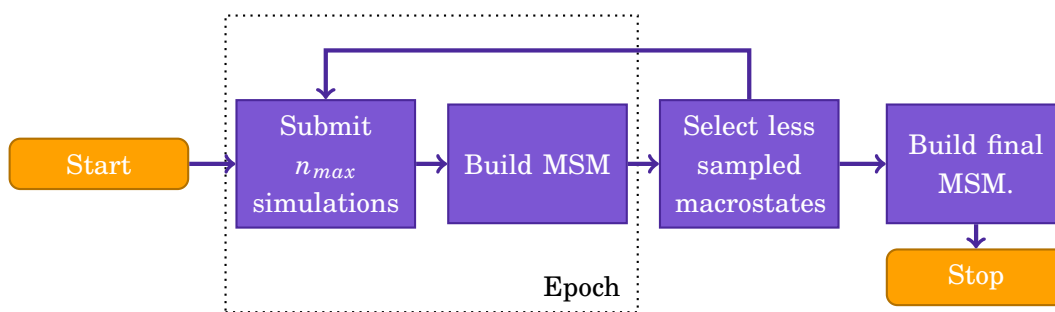 Start
Submit
n_max
simulations
Build MSM
Select less
sampled
macrostates
Build final
MSM.
Stop
Epoch